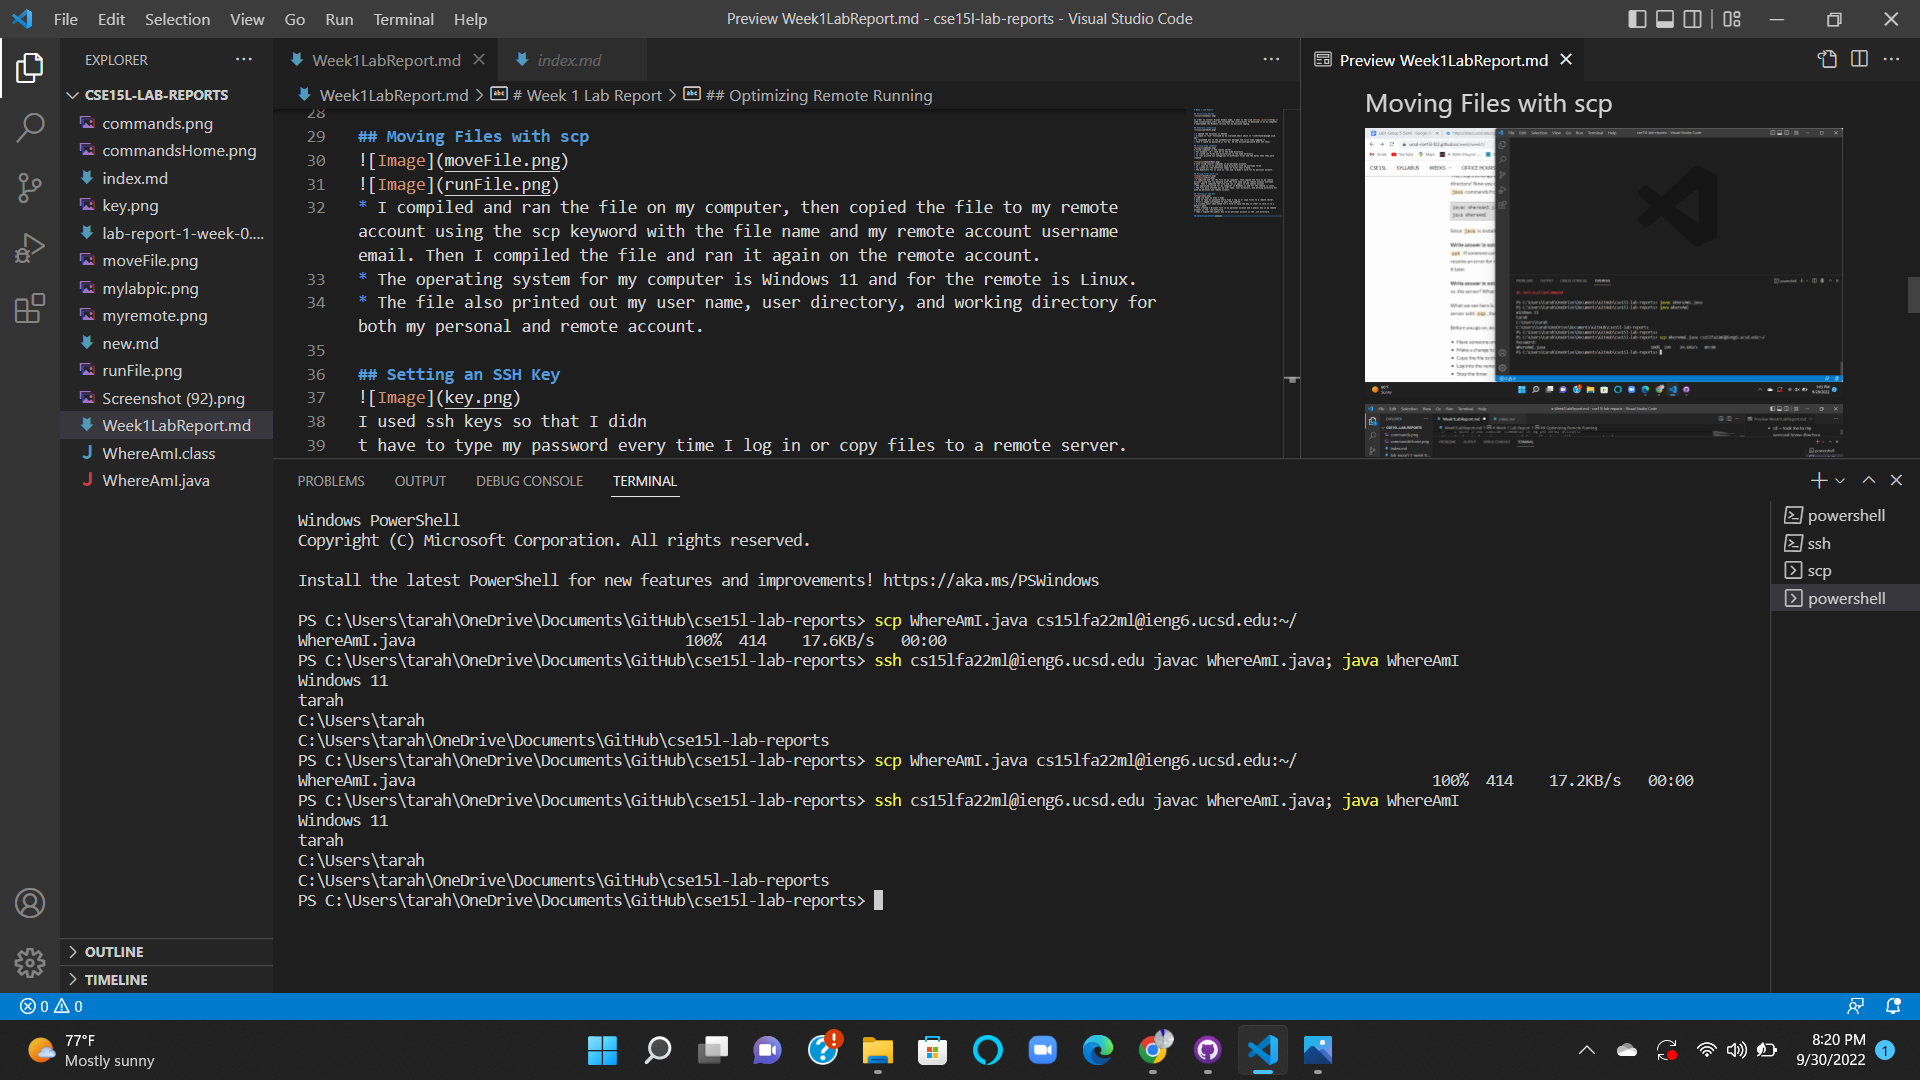 File Edit Selection View Go Run Terminal Help
Preview Week1LabReport.md - cse15l-lab-reports - Visual Studio Code
EXPLORER
CSE15L-LAB-REPORTS
commands.png
commandsHome.png
index.md
key.png
lab-report-1-week-0....
moveFile.png
mylabpic.png
myremote.png
new.md
runFile.png
Screenshot (92).png
Week1LabReport.md
WhereAmI.class
WhereAmI.java
OUTLINE
TIMELINE
Week1LabReport.md
index.md
Week1LabReport.md > # Week 1 Lab Report > ## Optimizing Remote Running
28
29 ## Moving Files with scp
30 ![Image](moveFile.png)
31 ![Image](runFile.png)
32 * I compiled and ran the file on my computer, then copied the file to my remote
account using the scp keyword with the file name and my remote account username
email. Then I compiled the file and ran it again on the remote account.
33 * The operating system for my computer is Windows 11 and for the remote is Linux.
34 * The file also printed out my user name, user directory, and working directory for
both my personal and remote account.
35
36 ## Setting an SSH Key
37 ![Image](key.png)
38 I used ssh keys so that I didn
39 t have to type my password every time I log in or copy files to a remote server.
Preview Week1LabReport.md
Moving Files with scp
PROBLEMS OUTPUT DEBUG CONSOLE TERMINAL
Windows PowerShell
Copyright (C) Microsoft Corporation. All rights reserved.
Install the latest PowerShell for new features and improvements! https://aka.ms/PSWindows
PS C:\Users\tarah\OneDrive\Documents\GitHub\cse15l-lab-reports> scp WhereAmI.java cs15lfa22ml@ieng6.ucsd.edu:~/
WhereAmI.java 100% 414 17.6KB/s 00:00
PS C:\Users\tarah\OneDrive\Documents\GitHub\cse15l-lab-reports> ssh cs15lfa22ml@ieng6.ucsd.edu javac WhereAmI.java; java WhereAmI
Windows 11
tarah
C:\Users\tarah
C:\Users\tarah\OneDrive\Documents\GitHub\cse15l-lab-reports
PS C:\Users\tarah\OneDrive\Documents\GitHub\cse15l-lab-reports> scp WhereAmI.java cs15lfa22ml@ieng6.ucsd.edu:~/
WhereAmI.java 100% 414 17.2KB/s 00:00
PS C:\Users\tarah\OneDrive\Documents\GitHub\cse15l-lab-reports> ssh cs15lfa22ml@ieng6.ucsd.edu javac WhereAmI.java; java WhereAmI
Windows 11
tarah
C:\Users\tarah
C:\Users\tarah\OneDrive\Documents\GitHub\cse15l-lab-reports
PS C:\Users\tarah\OneDrive\Documents\GitHub\cse15l-lab-reports>
powershell
ssh
scp
powershell
0 0
77°F
Mostly sunny
8:20 PM
9/30/2022
1